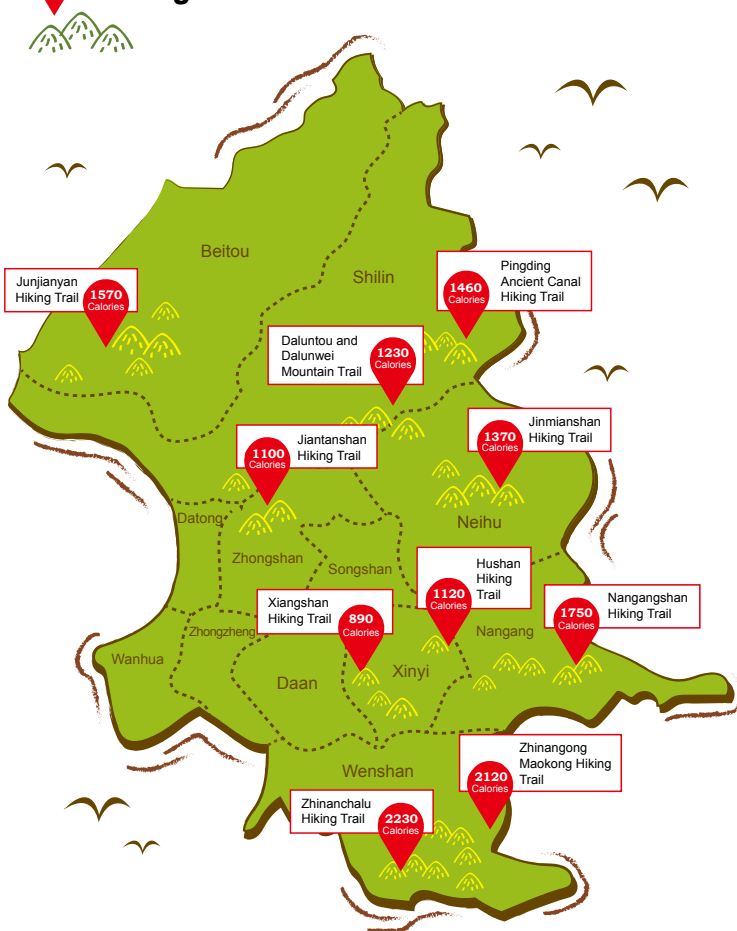 Beitou
Shilin
Pingding
Ancient Canal
Hiking Trail
1460
Calories
Junjianyan
Hiking Trail
1570
Calories
Daluntou and
Dalunwei
Mountain Trail
1230
Calories
Jinmianshan
Hiking Trail
1370
Calories
Jiantanshan
Hiking Trail
1100
Calories
Datong
Neihu
Zhongshan
Songshan
Hushan
Hiking
Trail
1120
Calories
Xiangshan
Hiking Trail
890
Calories
Nangangshan
Hiking Trail
1750
Calories
Zhongzheng
Nangang
Wanhua
Xinyi
Daan
Wenshan
Zhinangong
Maokong Hiking
Trail
2120
Calories
Zhinanchalu
Hiking Trail
2230
Calories